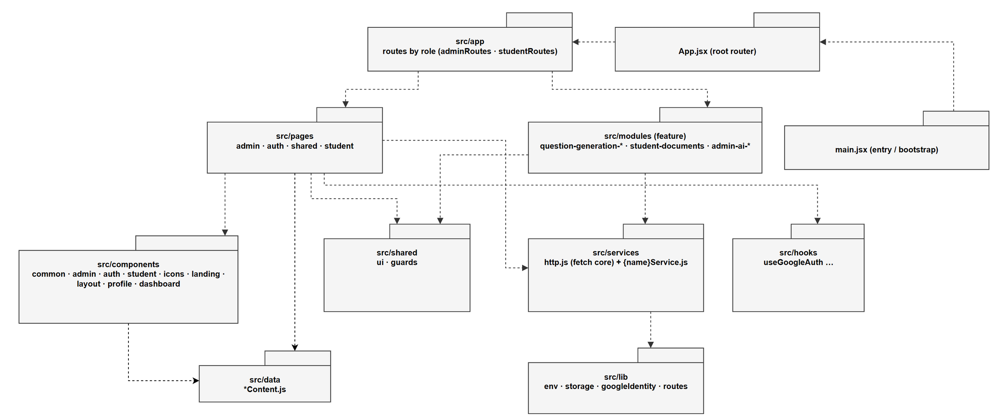 src/app
routes by role (adminRoutes · studentRoutes)
App.jsx (root router)
src/pages
admin · auth · shared · student
src/modules (feature)
question-generation-* · student-documents · admin-ai-*
main.jsx (entry / bootstrap)
src/components
common · admin · auth · student · icons · landing ·
layout · profile · dashboard
src/shared
ui · guards
src/services
http.js (fetch core) + {name}Service.js
src/hooks
useGoogleAuth …
src/data
*Content.js
src/lib
env · storage · googleIdentity · routes